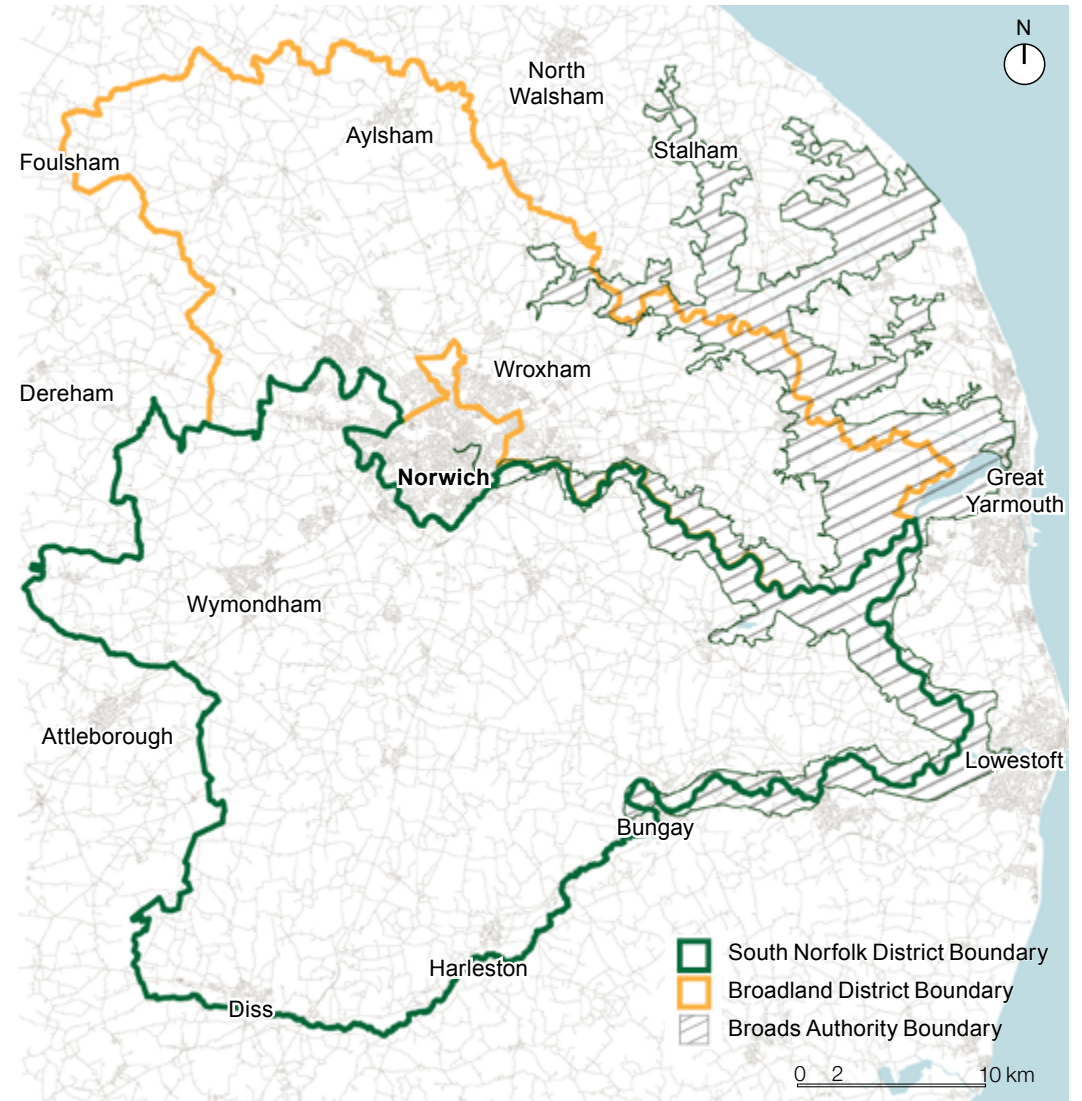 N
North
Walsham
Aylsham
Stalham
Foulsham
Wroxham
Dereham
Norwich
Great
Yarmouth
Wymondham
Attleborough
Lowestoft
Bungay
Harleston
Diss
South Norfolk District Boundary
Broadland District Boundary
Broads Authority Boundary
0 2 10 km